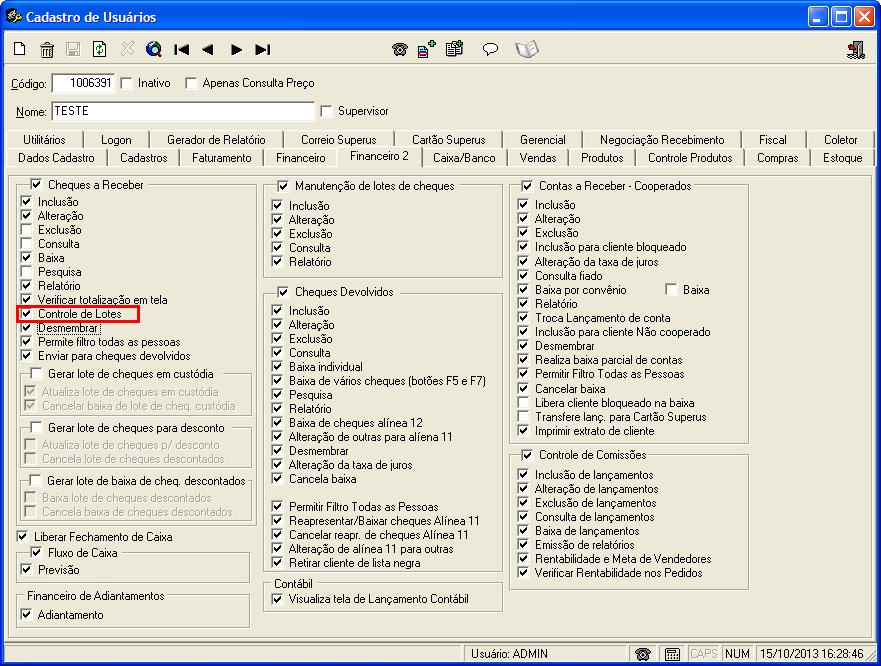 Cadastro de Usuários
Código: 1006391 Inativo Apenas Consulta Preço
Nome: TESTE Supervisor
Utilitários Logon Gerador de Relatório Correio Superus Cartão Superus Gerencial Negociação Recebimento Fiscal Coletor
Dados Cadastro Cadastros Faturamento Financeiro Financeiro 2 Caixa/Banco Vendas Produtos Controle Produtos Compras Estoque
Cheques a Receber
Inclusão
Alteração
Exclusão
Consulta
Baixa
Pesquisa
Relatório
Verificar totalização em tela
Controle de Lotes
Desmembrar
Permite filtro todas as pessoas
Enviar para cheques devolvidos
Gerar lote de cheques em custódia
Atualiza lote de cheques em custódia
Cancelar baixa de lote de cheq. custódia
Gerar lote de cheques para desconto
Atualiza lote de cheques p/ desconto
Cancela lote de cheques descontados
Gerar lote de baixa de cheq. descontados
Baixa lote de cheques descontados
Cancela baixa de cheques descontados
Liberar Fechamento de Caixa
Fluxo de Caixa
Previsão
Financeiro de Adiantamentos
Adiantamento
Manutenção de lotes de cheques
Inclusão
Alteração
Exclusão
Consulta
Relatório
Cheques Devolvidos
Inclusão
Alteração
Exclusão
Consulta
Baixa individual
Baixa de vários cheques (botões F5 e F7)
Pesquisa
Relatório
Baixa de cheques alínea 12
Alteração de outras para alíena 11
Desmembrar
Alteração da taxa de juros
Cancela baixa
Permitir Filtro Todas as Pessoas
Reapresentar/Baixar cheques Alínea 11
Cancelar reapr. de cheques Alínea 11
Alteração de alínea 11 para outras
Retirar cliente de lista negra
Contábil
Visualiza tela de Lançamento Contábil
Contas a Receber - Cooperados
Inclusão
Alteração
Exclusão
Inclusão para cliente bloqueado
Alteração da taxa de juros
Consulta fiado
Baixa por convênio Baixa
Relatório
Troca Lançamento de conta
Inclusão para cliente Não cooperado
Desmembrar
Realiza baixa parcial de contas
Permitir Filtro Todas as Pessoas
Cancelar baixa
Libera cliente bloqueado na baixa
Transfere lanç. para Cartão Superus
Imprimir extrato de cliente
Controle de Comissões
Inclusão de lançamentos
Alteração de lançamentos
Exclusão de lançamentos
Consulta de lançamentos
Baixa de lançamentos
Emissão de relatórios
Rentabilidade e Meta de Vendedores
Verificar Rentabilidade nos Pedidos
Usuário: ADMIN CAPS NUM 15/10/2013 16:28:46